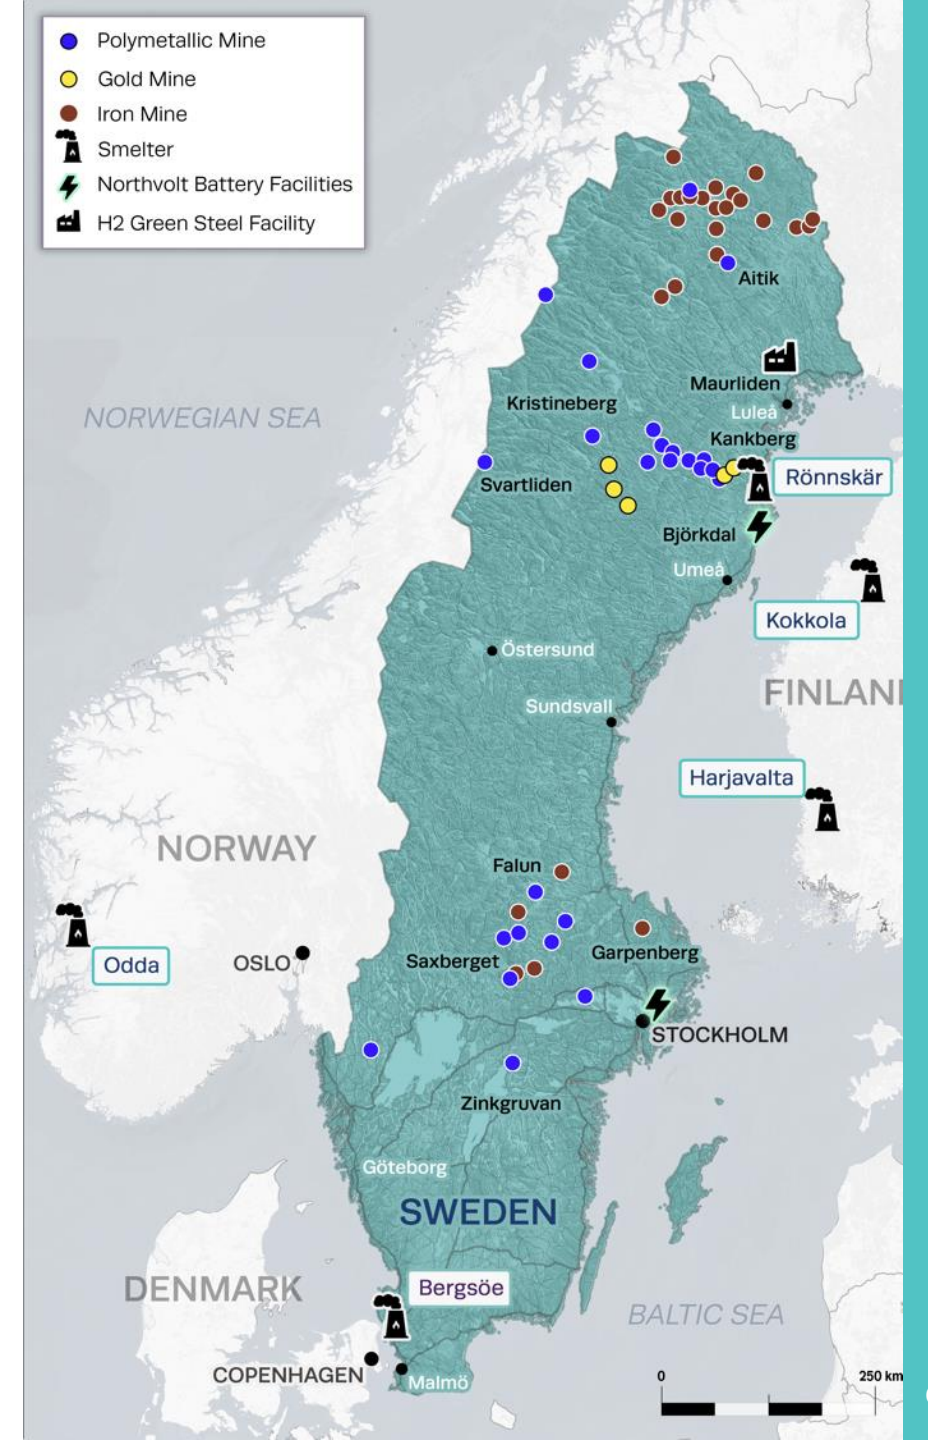 Polymetallic Mine
Gold Mine
Iron Mine
Smelter
Northvolt Battery Facilities
H2 Green Steel Facility
Aitik
Maurliden
Kristineberg
Luleå
NORWEGIAN SEA
Kankberg
Rönnskär
Svartliden
Björkdal
Umeå
Kokkola
Östersund
FINLAN
Sundsvall
Harjavalta
NORWAY
Falun
Garpenberg
Saxberget
OSLO
Odda
STOCKHOLM
Zinkgruvan
Göteborg
SWEDEN
DENMARK
Bergsöe
BALTIC SEA
COPENHAGEN
Malmö
0
250 km